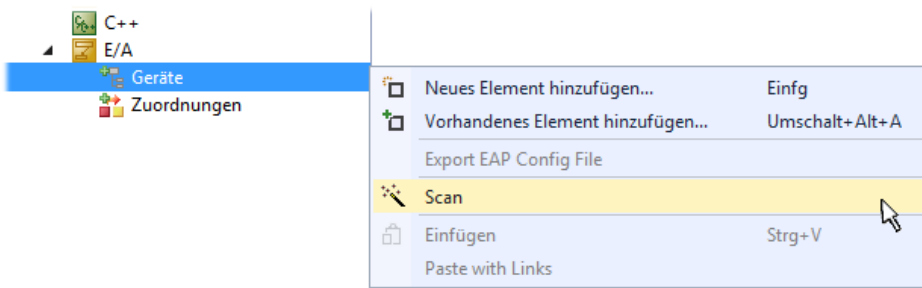 C++
E/A
Geräte
Zuordnungen
Neues Element hinzufügen... Einfg
Vorhandenes Element hinzufügen... Umschalt+Alt+A
Export EAP Config File
Scan
Einfügen Strg+V
Paste with Links